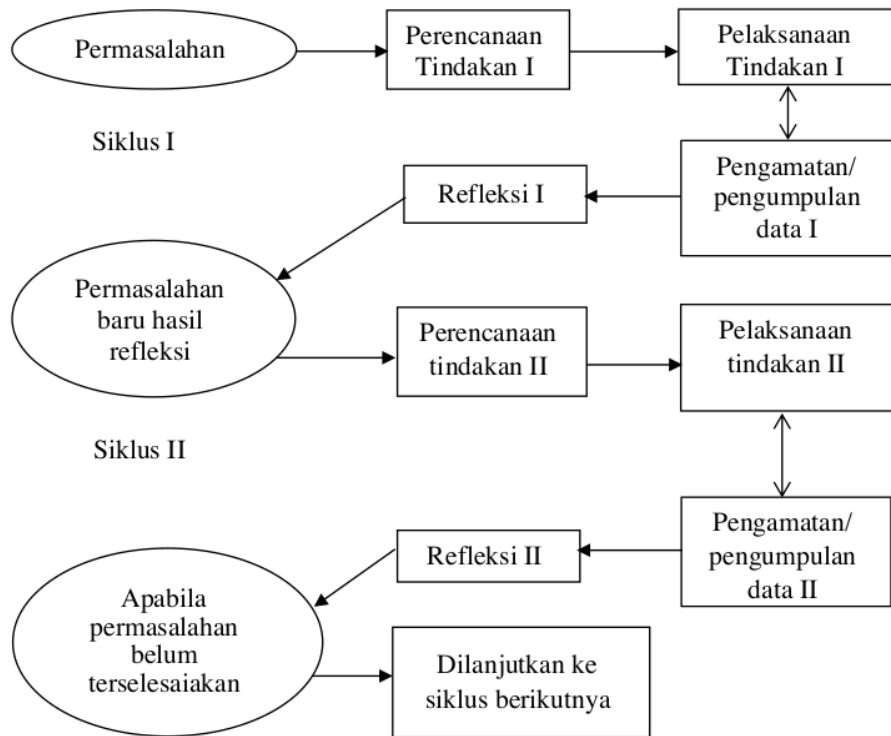 Permasalahan
Perencanaan
Tindakan I
Pelaksanaan
Tindakan I
Siklus I
Pengamatan/
pengumpulan
data I
Refleksi I
Permasalahan
baru hasil
refleksi
Perencanaan
tindakan II
Pelaksanaan
tindakan II
Siklus II
Pengamatan/
pengumpulan
data II
Refleksi II
Apabila
permasalahan
belum
terselesaiakan
Dilanjutkan ke
siklus berikutnya